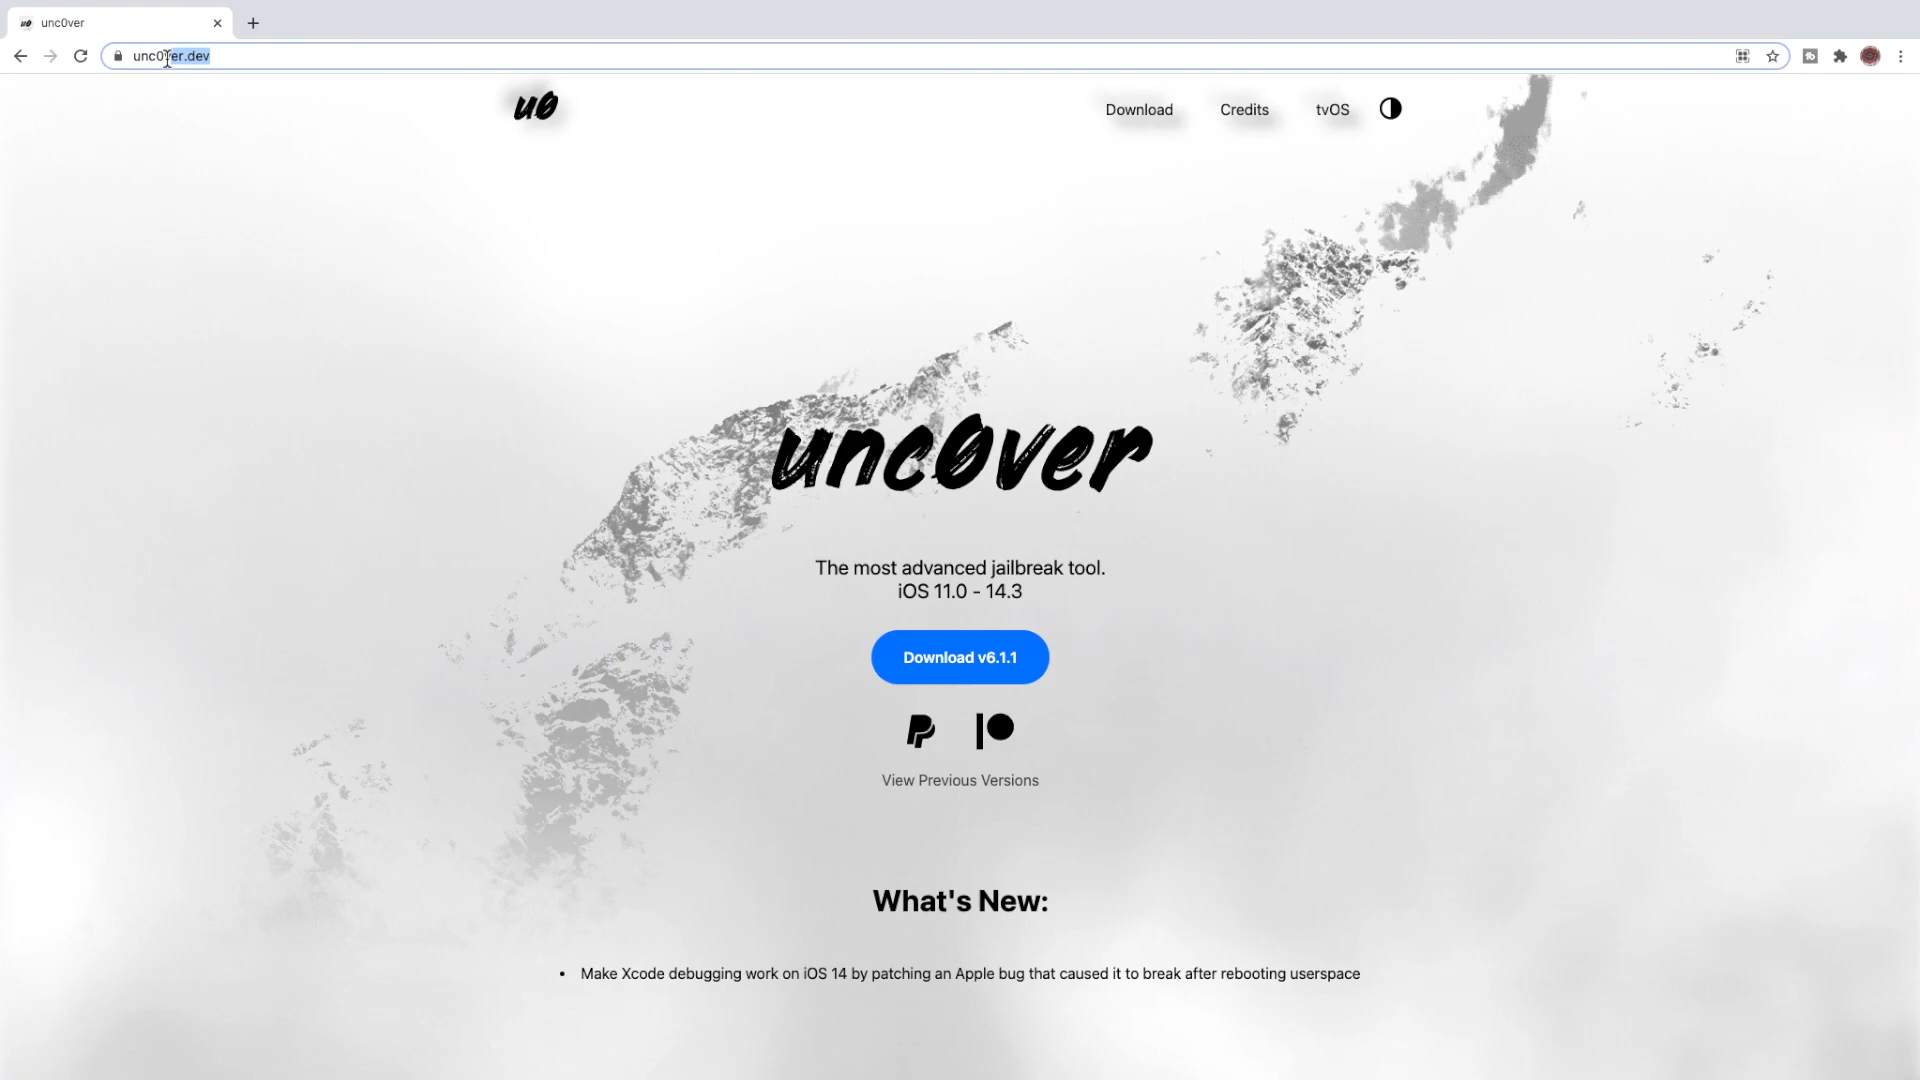 u0 unc0ver
unc0ver.dev
u0
Download Credits tvOS
unc0ver
The most advanced jailbreak tool.
iOS 11.0 - 14.3
Download v6.1.1
View Previous Versions
What's New:
• Make Xcode debugging work on iOS 14 by patching an Apple bug that caused it to break after rebooting userspace